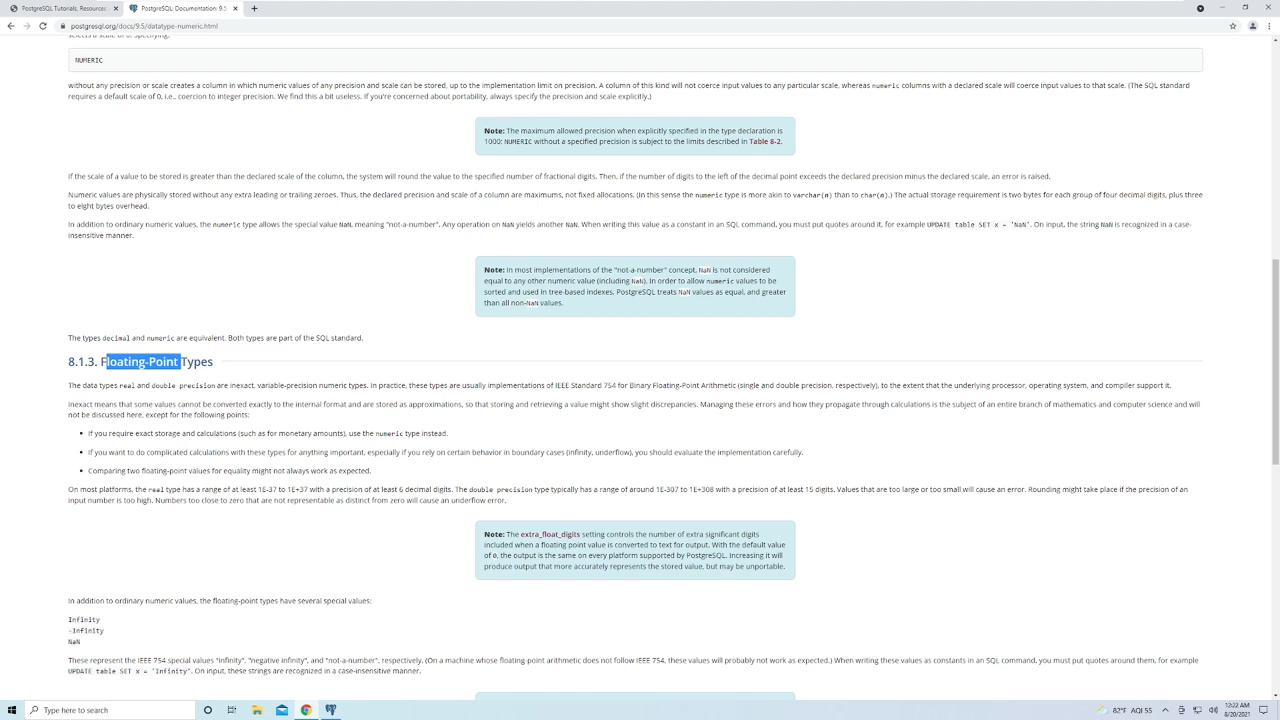 PostgreSQL Tutorials, Resources
PostgreSQL: Documentation: 9.5
postgresql.org/docs/9.5/datatype-numeric.html
selects a scale of 0. Specifying:
NUMERIC
without any precision or scale creates a column in which numeric values of any precision and scale can be stored, up to the implementation limit on precision. A column of this kind will not coerce input values to any particular scale, whereas numeric columns with a declared scale will coerce input values to that scale. (The SQL standard
requires a default scale of 0, i.e., coercion to integer precision. We find this a bit useless. If you're concerned about portability, always specify the precision and scale explicitly.)
Note: The maximum allowed precision when explicitly specified in the type declaration is
1000; NUMERIC without a specified precision is subject to the limits described in Table 8-2.
If the scale of a value to be stored is greater than the declared scale of the column, the system will round the value to the specified number of fractional digits. Then, if the number of digits to the left of the decimal point exceeds the declared precision minus the declared scale, an error is raised.
Numeric values are physically stored without any extra leading or trailing zeroes. Thus, the declared precision and scale of a column are maximums, not fixed allocations. (In this sense the numeric type is more akin to varchar(n) than to char(n).) The actual storage requirement is two bytes for each group of four decimal digits, plus three
to eight bytes overhead.
In addition to ordinary numeric values, the numeric type allows the special value NaN, meaning "not-a-number". Any operation on NaN yields another NaN. When writing this value as a constant in an SQL command, you must put quotes around it, for example UPDATE table SET x = 'NaN'. On input, the string NaN is recognized in a case-
insensitive manner.
Note: In most implementations of the "not-a-number" concept, NaN is not considered
equal to any other numeric value (including NaN). In order to allow numeric values to be
sorted and used in tree-based indexes, PostgreSQL treats NaN values as equal, and greater
than all non-NaN values.
The types decimal and numeric are equivalent. Both types are part of the SQL standard.
8.1.3. Floating-Point Types
The data types real and double precision are inexact, variable-precision numeric types. In practice, these types are usually implementations of IEEE Standard 754 for Binary Floating-Point Arithmetic (single and double precision, respectively), to the extent that the underlying processor, operating system, and compiler support it.
Inexact means that some values cannot be converted exactly to the internal format and are stored as approximations, so that storing and retrieving a value might show slight discrepancies. Managing these errors and how they propagate through calculations is the subject of an entire branch of mathematics and computer science and will
not be discussed here, except for the following points:
• If you require exact storage and calculations (such as for monetary amounts), use the numeric type instead.
• If you want to do complicated calculations with these types for anything important, especially if you rely on certain behavior in boundary cases (infinity, underflow), you should evaluate the implementation carefully.
• Comparing two floating-point values for equality might not always work as expected.
On most platforms, the real type has a range of at least 1E-37 to 1E+37 with a precision of at least 6 decimal digits. The double precision type typically has a range of around 1E-307 to 1E+308 with a precision of at least 15 digits. Values that are too large or too small will cause an error. Rounding might take place if the precision of an
input number is too high. Numbers too close to zero that are not representable as distinct from zero will cause an underflow error.
Note: The extra_float_digits setting controls the number of extra significant digits
included when a floating point value is converted to text for output. With the default value
of 0, the output is the same on every platform supported by PostgreSQL. Increasing it will
produce output that more accurately represents the stored value, but may be unportable.
In addition to ordinary numeric values, the floating-point types have several special values:
Infinity
-Infinity
NaN
These represent the IEEE 754 special values "infinity", "negative infinity", and "not-a-number", respectively. (On a machine whose floating-point arithmetic does not follow IEEE 754, these values will probably not work as expected.) When writing these values as constants in an SQL command, you must put quotes around them, for example
UPDATE table SET x = 'Infinity'. On input, these strings are recognized in a case-insensitive manner.
Type here to search
82°F AQI 55
12:22 AM
8/20/2021